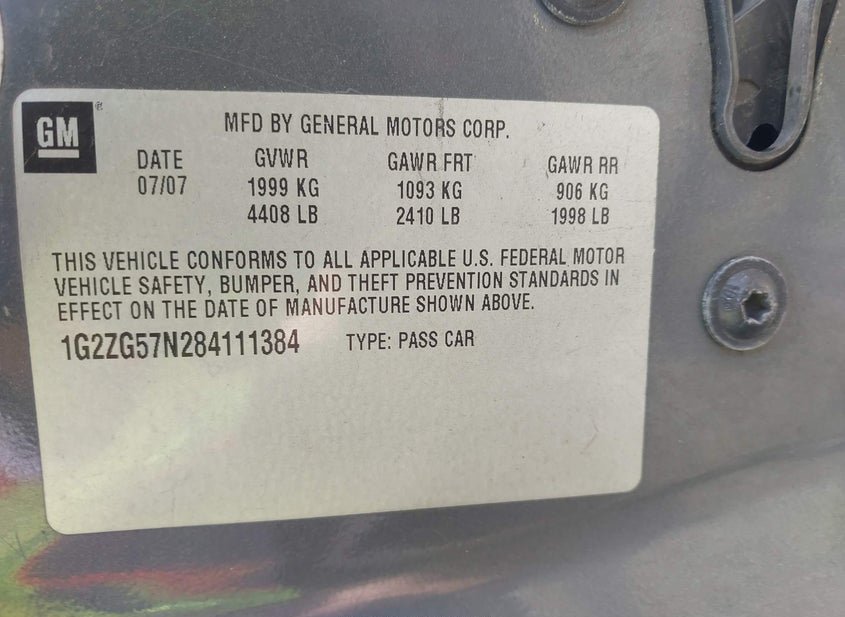 GM ®
MFD BY GENERAL MOTORS CORP.
DATE GVWR GAWR FRT GAWR RR
07/07 1999 KG 1093 KG 906 KG
4408 LB 2410 LB 1998 LB
THIS VEHICLE CONFORMS TO ALL APPLICABLE U.S. FEDERAL MOTOR
VEHICLE SAFETY, BUMPER, AND THEFT PREVENTION STANDARDS IN
EFFECT ON THE DATE OF MANUFACTURE SHOWN ABOVE.
1G2ZG57N284111384 TYPE: PASS CAR